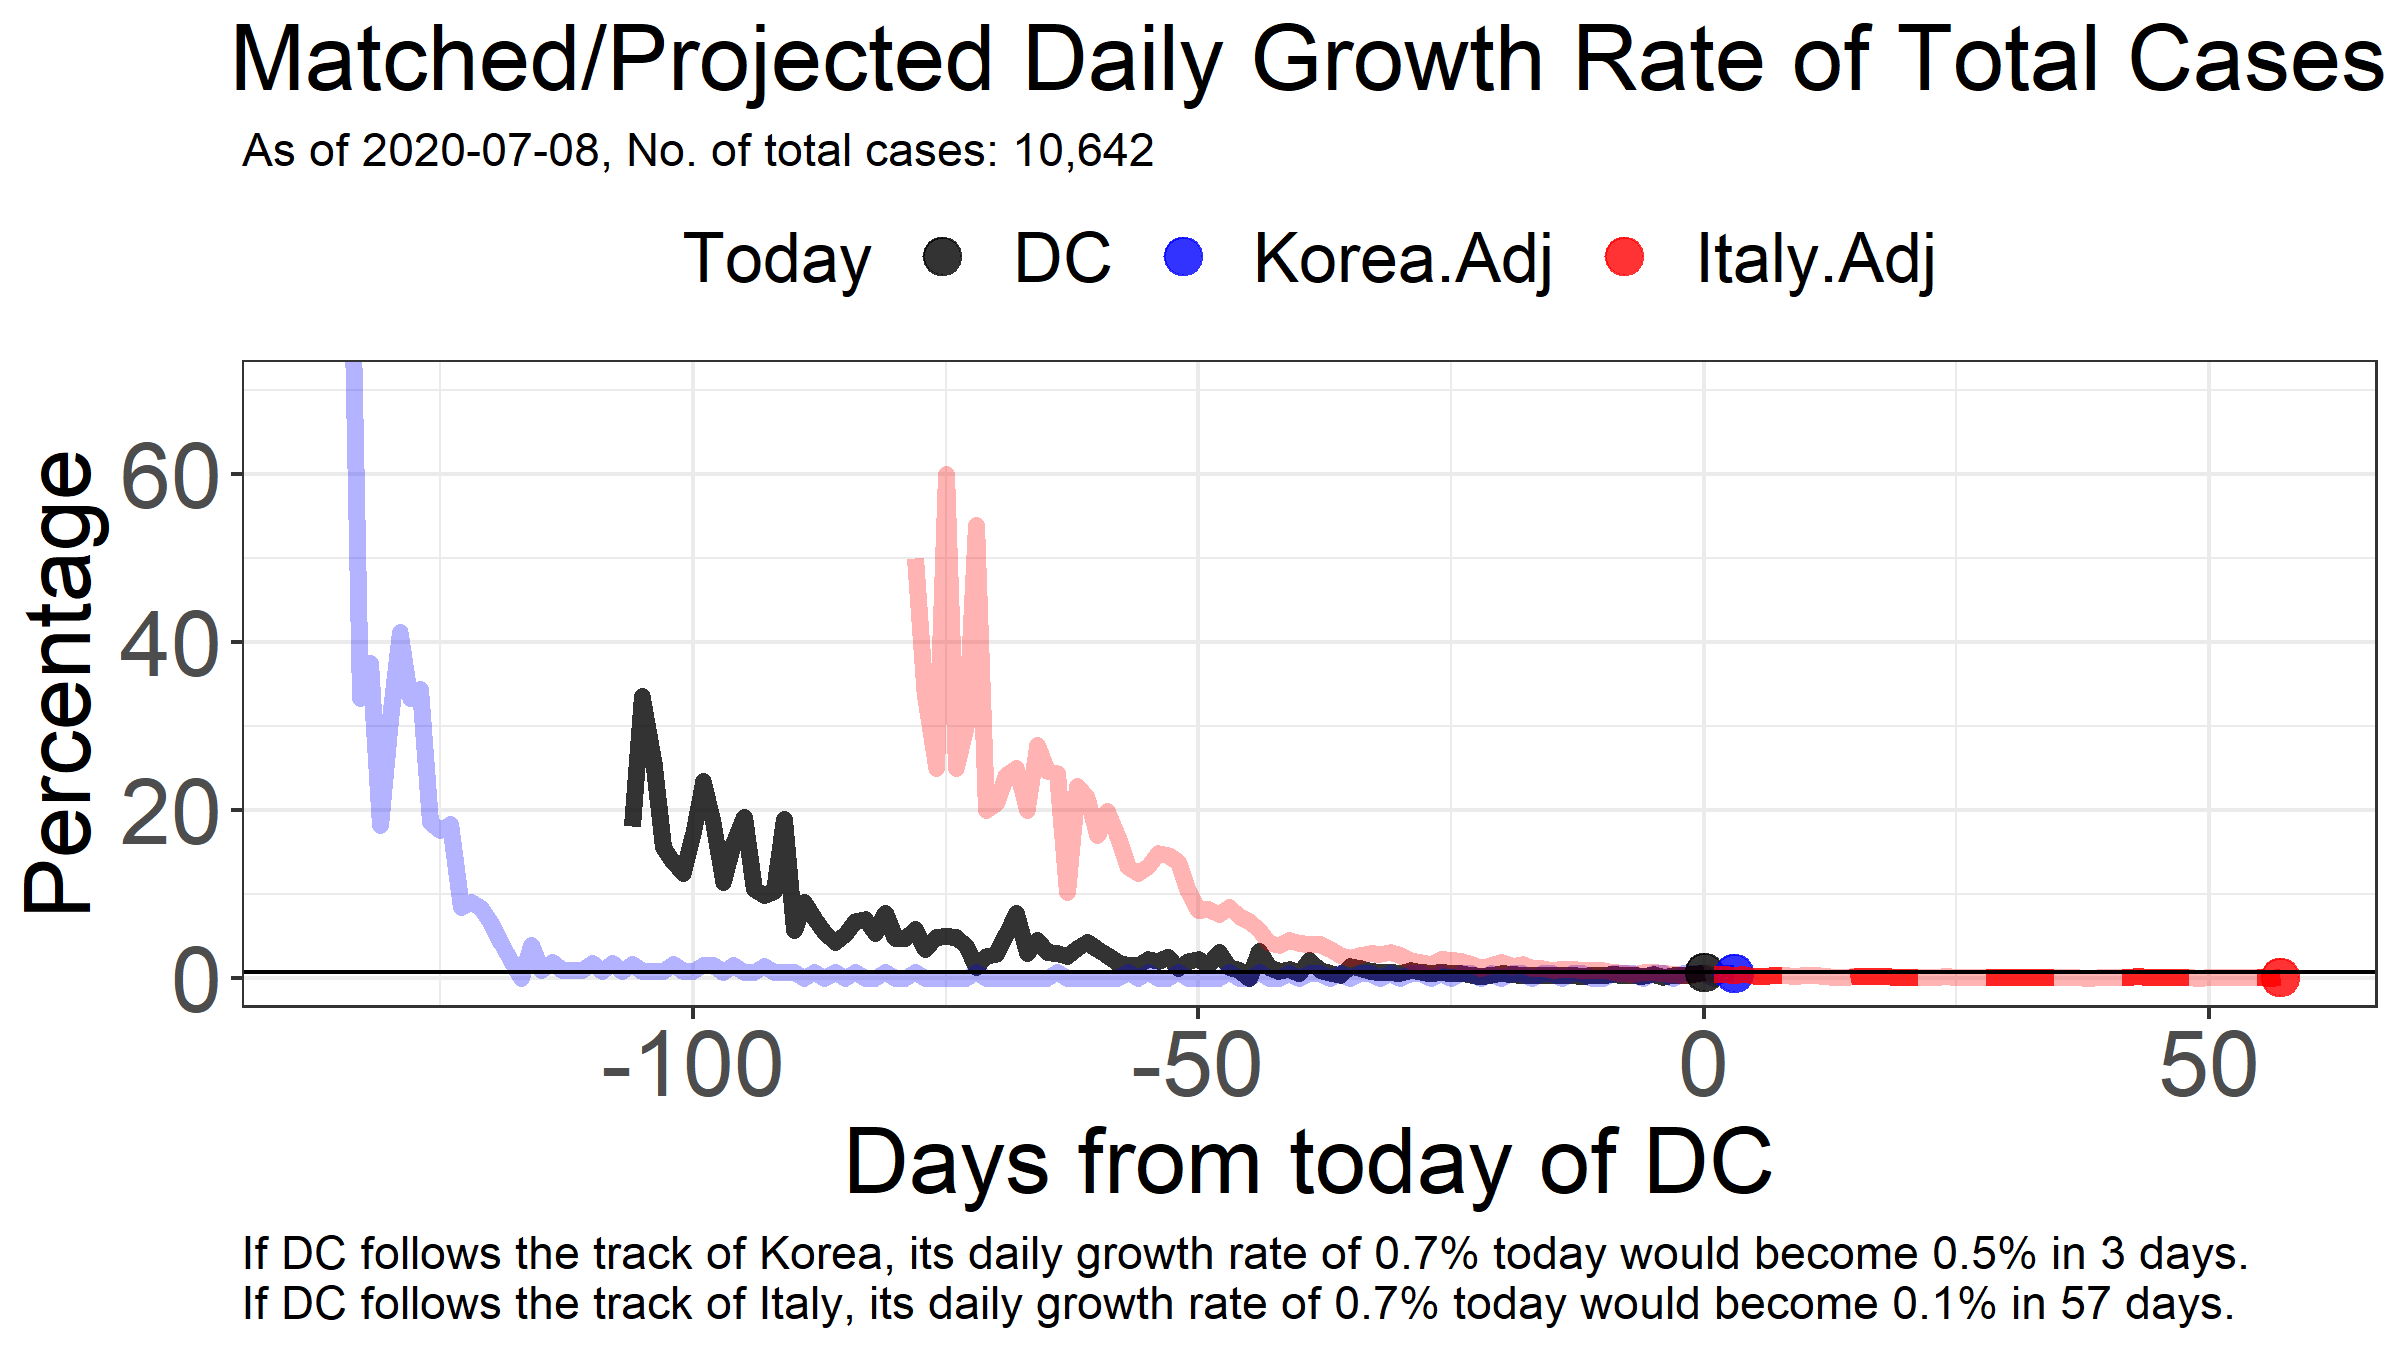 Matched/Projected Daily Growth Rate of Total Cases
As of 2020-07-08, No. of total cases: 10,642
Today DC Korea.Adj Italy.Adj
Percentage
60
40
20
0
-100 -50 0 50
Days from today of DC
If DC follows the track of Korea, its daily growth rate of 0.7% today would become 0.5% in 3 days.
If DC follows the track of Italy, its daily growth rate of 0.7% today would become 0.1% in 57 days.